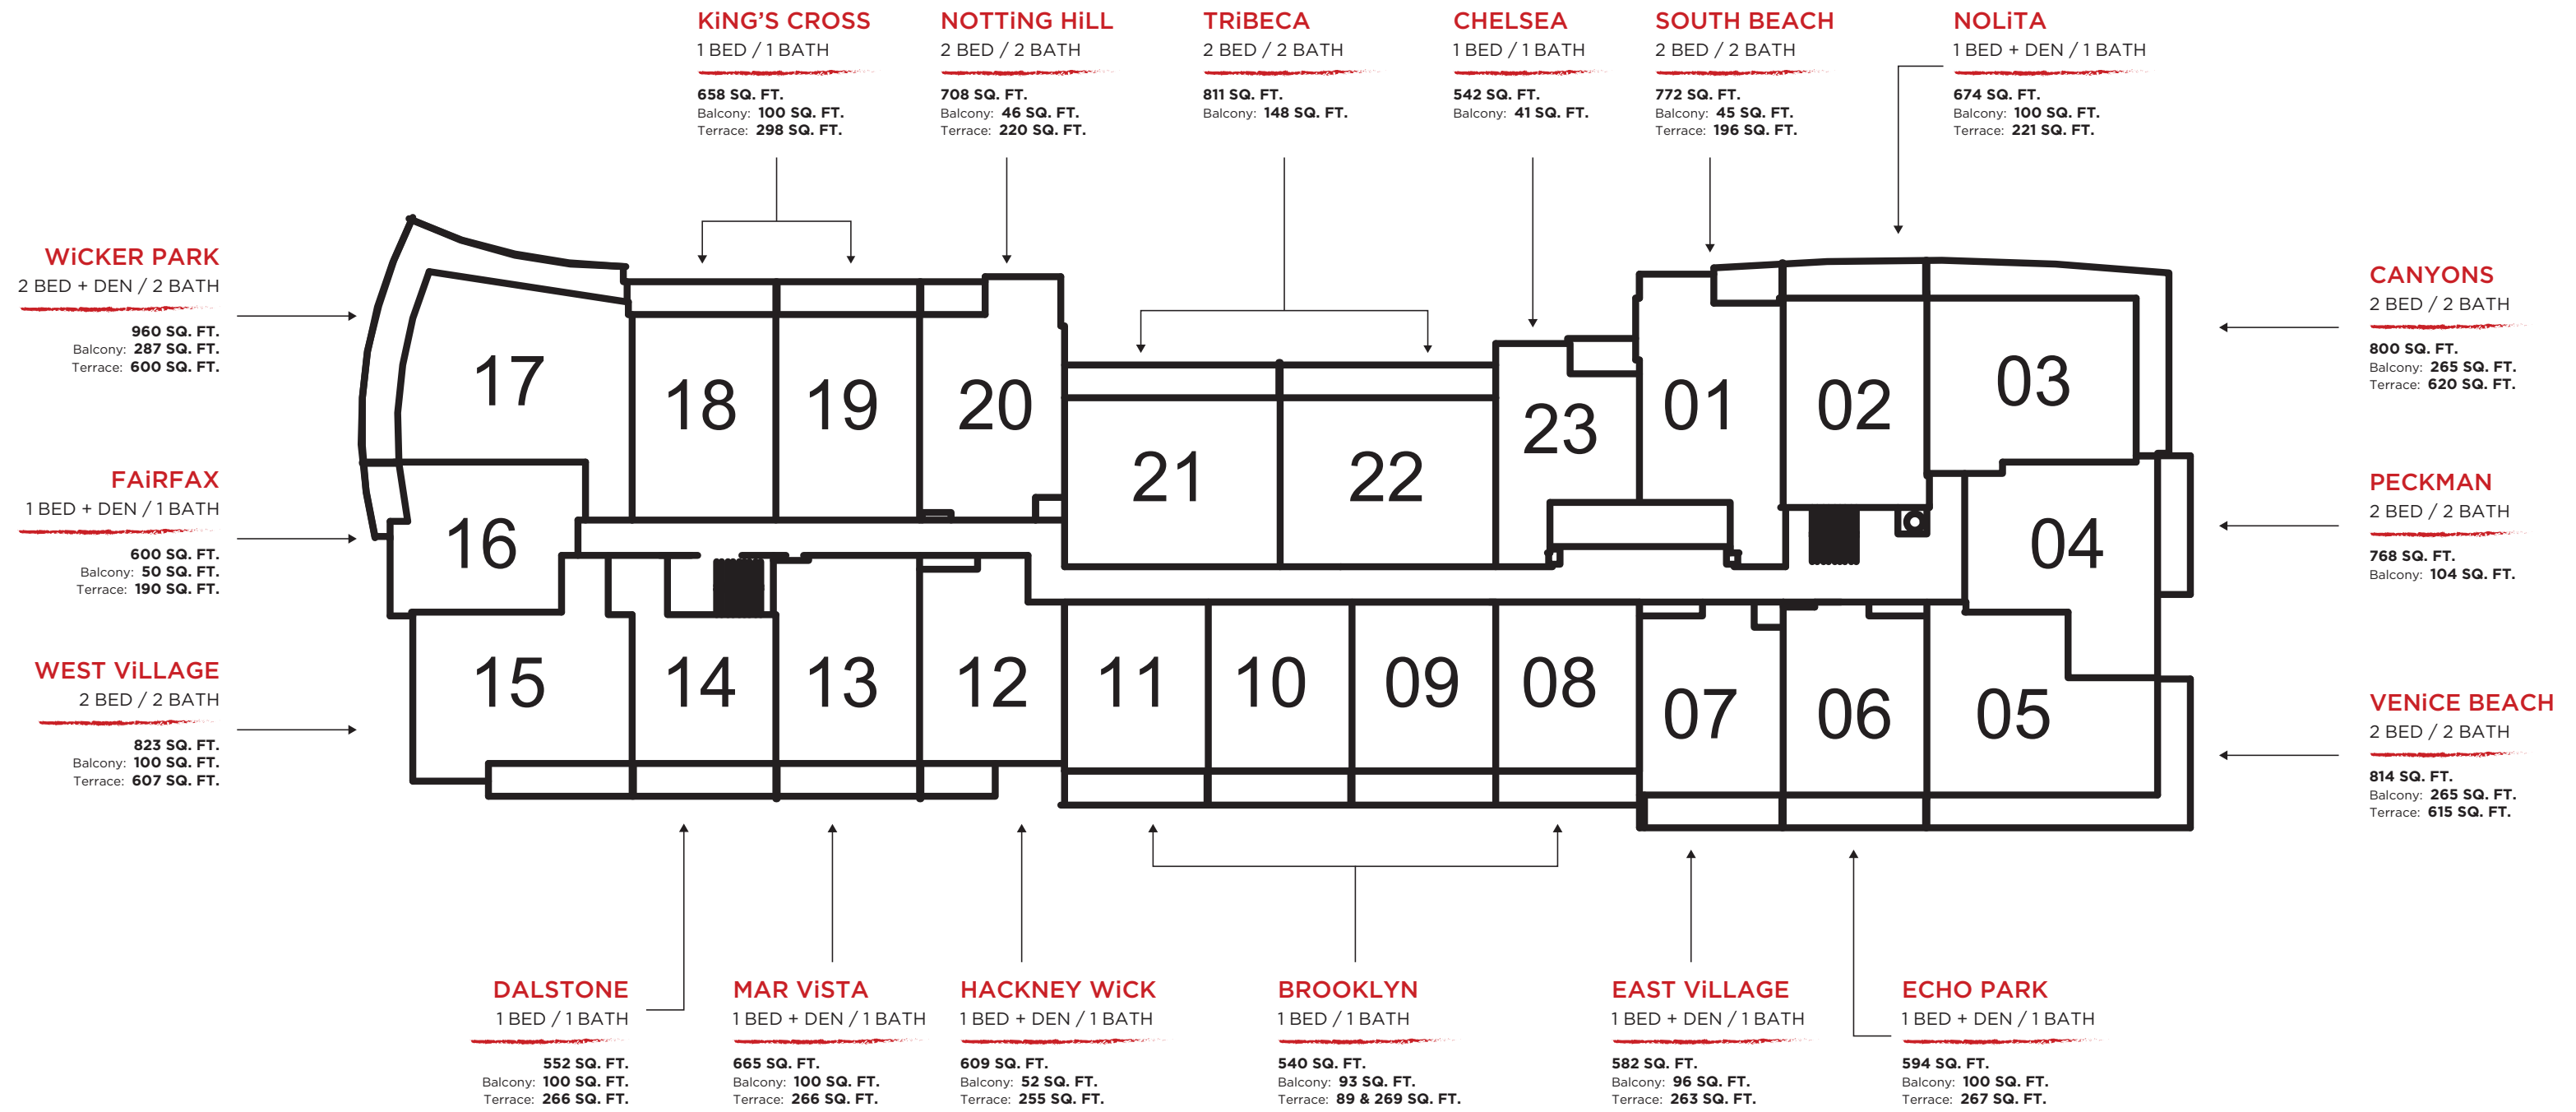 KiNG'S CROSS
1 BED / 1 BATH
658 SQ. FT.
Balcony: 100 SQ. FT.
Terrace: 298 SQ. FT.
NOTTiNG HiLL
2 BED / 2 BATH
708 SQ. FT.
Balcony: 46 SQ. FT.
Terrace: 220 SQ. FT.
TRiBECA
2 BED / 2 BATH
811 SQ. FT.
Balcony: 148 SQ. FT.
CHELSEA
1 BED / 1 BATH
542 SQ. FT.
Balcony: 41 SQ. FT.
SOUTH BEACH
2 BED / 2 BATH
772 SQ. FT.
Balcony: 45 SQ. FT.
Terrace: 196 SQ. FT.
NOLiTA
1 BED + DEN / 1 BATH
674 SQ. FT.
Balcony: 100 SQ. FT.
Terrace: 221 SQ. FT.
WiCKER PARK
2 BED + DEN / 2 BATH
960 SQ. FT.
Balcony: 287 SQ. FT.
Terrace: 600 SQ. FT.
FAiRFAX
1 BED + DEN / 1 BATH
600 SQ. FT.
Balcony: 50 SQ. FT.
Terrace: 190 SQ. FT.
WEST ViLLAGE
2 BED / 2 BATH
823 SQ. FT.
Balcony: 100 SQ. FT.
Terrace: 607 SQ. FT.
17
18
19
20
21
22
23
01
02
03
16
04
15
14
13
12
11
10
09
08
07
06
05
CANYONS
2 BED / 2 BATH
800 SQ. FT.
Balcony: 265 SQ. FT.
Terrace: 620 SQ. FT.
PECKMAN
2 BED / 2 BATH
768 SQ. FT.
Balcony: 104 SQ. FT.
VENiCE BEACH
2 BED / 2 BATH
814 SQ. FT.
Balcony: 265 SQ. FT.
Terrace: 615 SQ. FT.
DALSTONE
1 BED / 1 BATH
552 SQ. FT.
Balcony: 100 SQ. FT.
Terrace: 266 SQ. FT.
MAR ViSTA
1 BED + DEN / 1 BATH
665 SQ. FT.
Balcony: 100 SQ. FT.
Terrace: 266 SQ. FT.
HACKNEY WiCK
1 BED + DEN / 1 BATH
609 SQ. FT.
Balcony: 52 SQ. FT.
Terrace: 255 SQ. FT.
BROOKLYN
1 BED / 1 BATH
540 SQ. FT.
Balcony: 93 SQ. FT.
Terrace: 89 & 269 SQ. FT.
EAST ViLLAGE
1 BED + DEN / 1 BATH
582 SQ. FT.
Balcony: 96 SQ. FT.
Terrace: 263 SQ. FT.
ECHO PARK
1 BED + DEN / 1 BATH
594 SQ. FT.
Balcony: 100 SQ. FT.
Terrace: 267 SQ. FT.